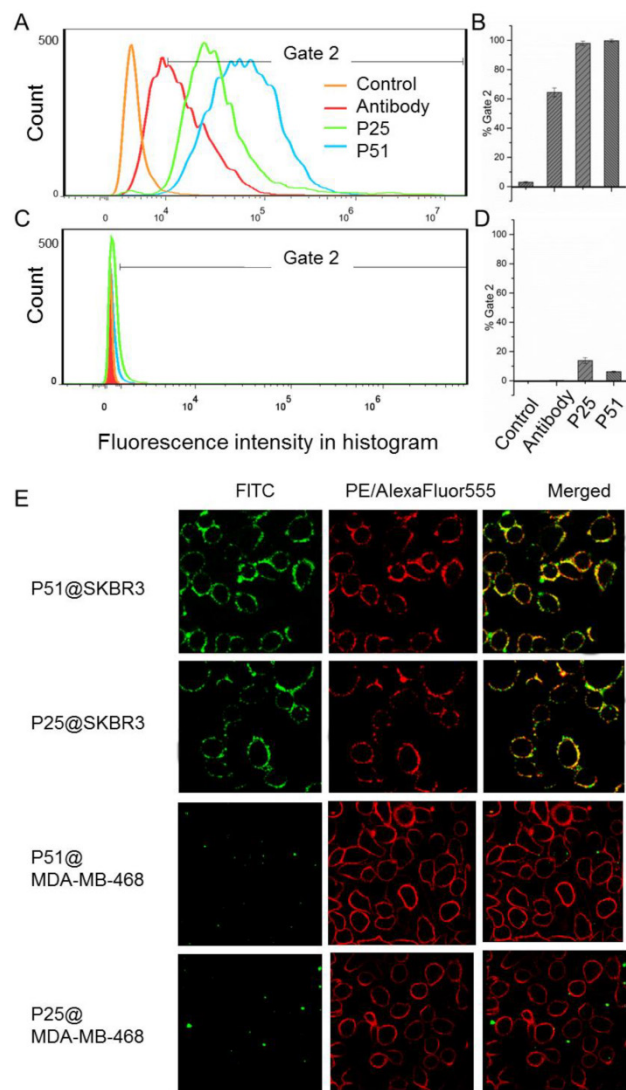 A
500
Count
0
Gate 2
Control
Antibody
P25
P51
0
10^4
10^5
10^6
10^7
B
% Gate 2
100
80
60
40
20
0
C
500
Count
0
Gate 2
0
10^4
10^5
10^6
Fluorescence intensity in histogram
D
% Gate 2
100
80
60
40
20
0
Control
Antibody
P25
P51
E
FITC
PE/AlexaFluor555
Merged
P51@SKBR3
P25@SKBR3
P51@
MDA-MB-468
P25@
MDA-MB-468